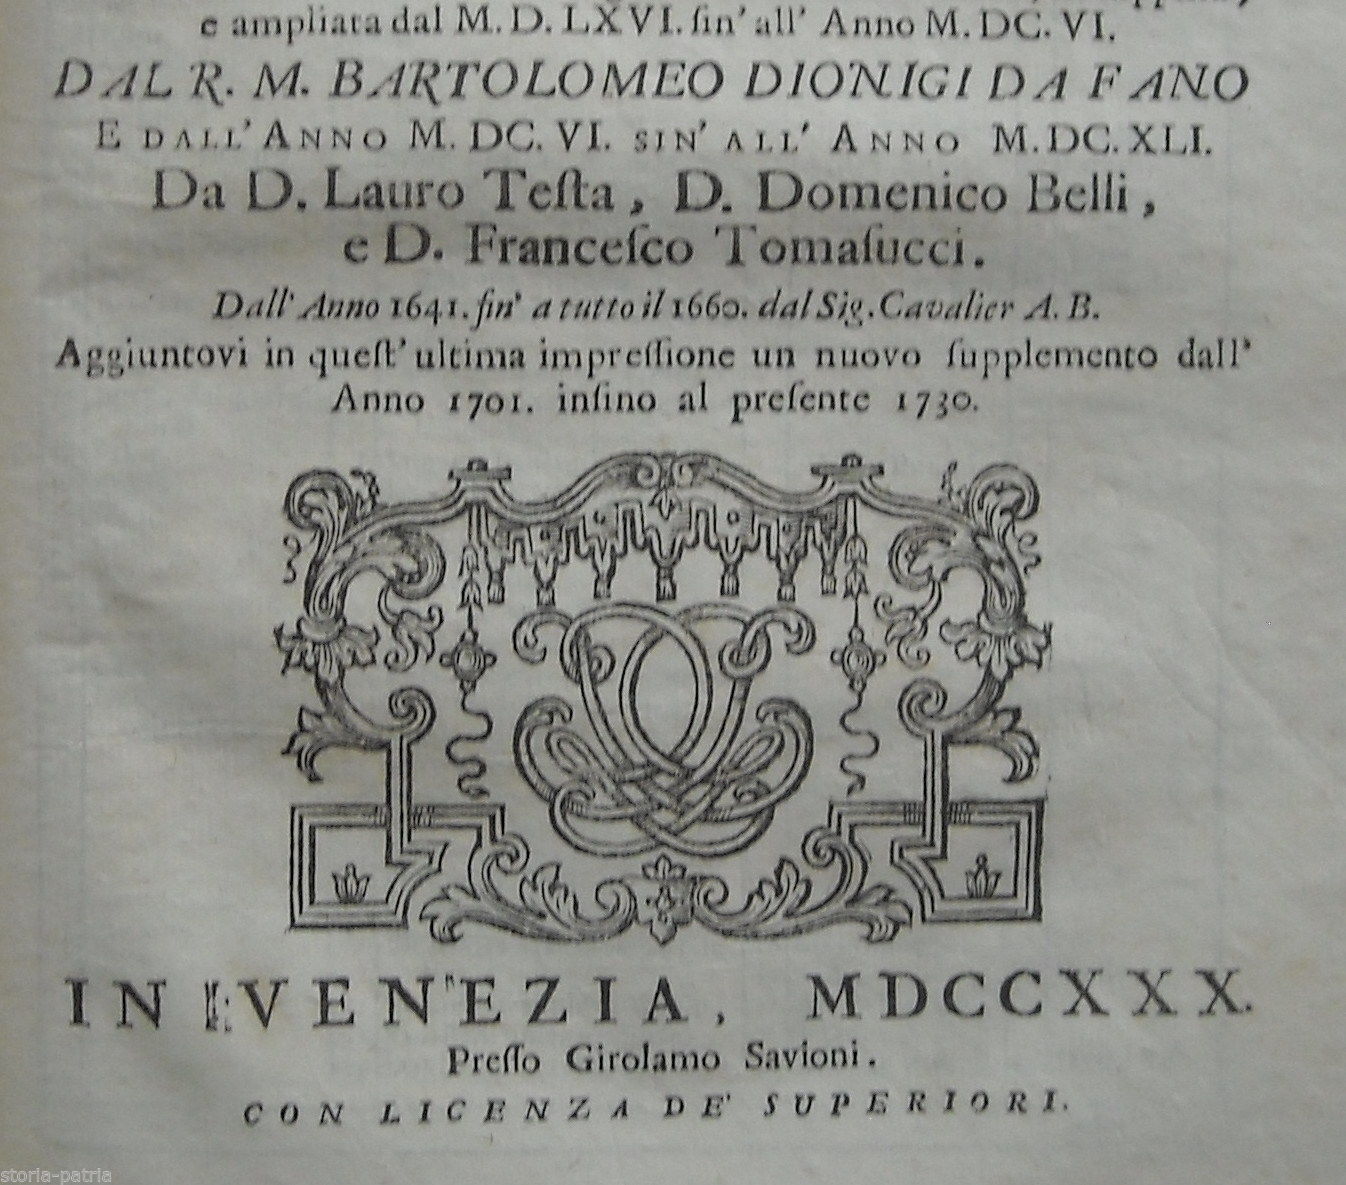 e ampliata dal M. D. LXVI. ſin' all' Anno M. DC. VI.
DAL R. M. BARTOLOMEO DIONIGI DA FANO
E DALL' ANNO M. DC. VI. SIN' ALL' ANNO M. DC. XLI.
Da D. Lauro Teſta, D. Domenico Belli,
e D. Franceſco Tomaſucci.
Dall' Anno 1641. ſin' a tutto il 1660. dal Sig. Cavalier A. B.
Aggiuntovi in queſt' ultima impreſſione un nuovo ſupplemento dall'
Anno 1701. inſino al preſente 1730.
IN VENEZIA, MDCCXXX.
Preſſo Girolamo Savioni.
CON LICENZA DE' SUPERIORI.
storia-patria